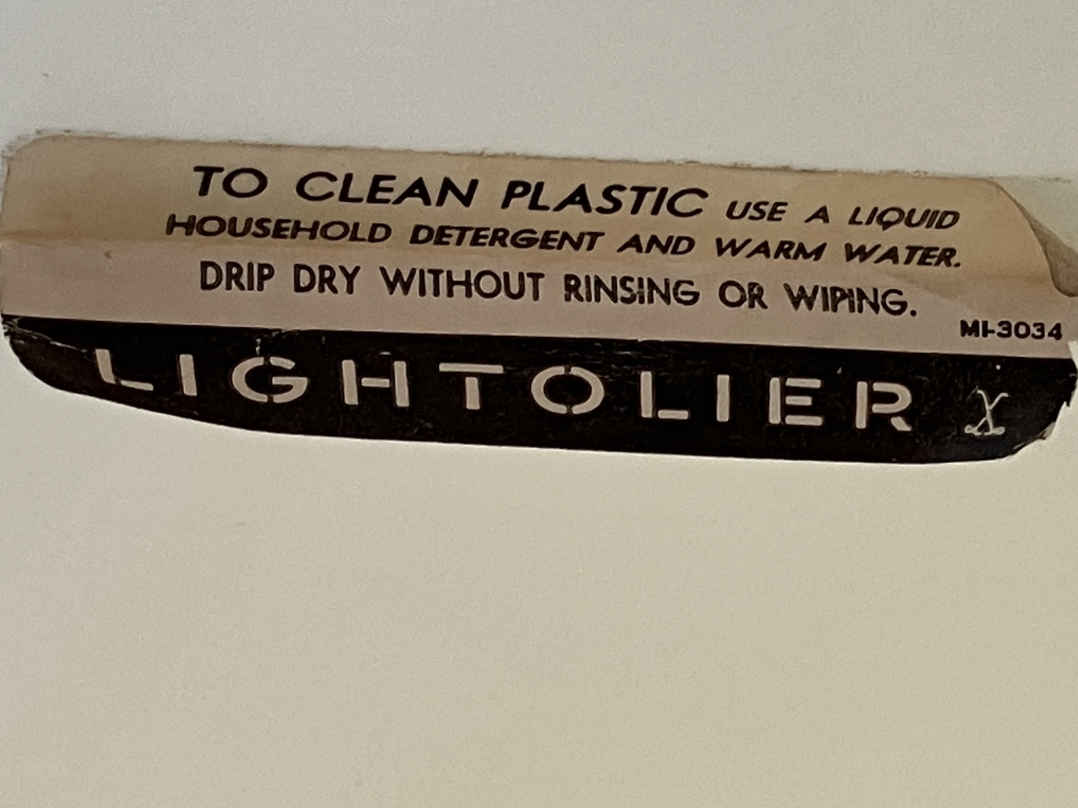 TO CLEAN PLASTIC USE A LIQUID
HOUSEHOLD DETERGENT AND WARM WATER.
DRIP DRY WITHOUT RINSING OR WIPING.
MI-3034
LIGHTOLIER